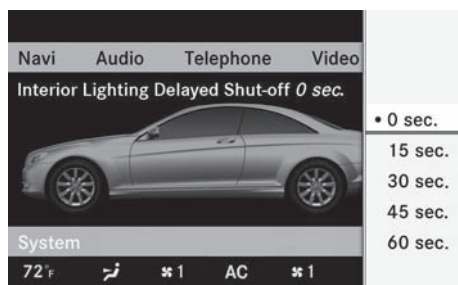 Navi Audio Telephone Video
Interior Lighting Delayed Shut-off 0 sec.
• 0 sec.
15 sec.
30 sec.
45 sec.
60 sec.
System
72°F 1 AC 1